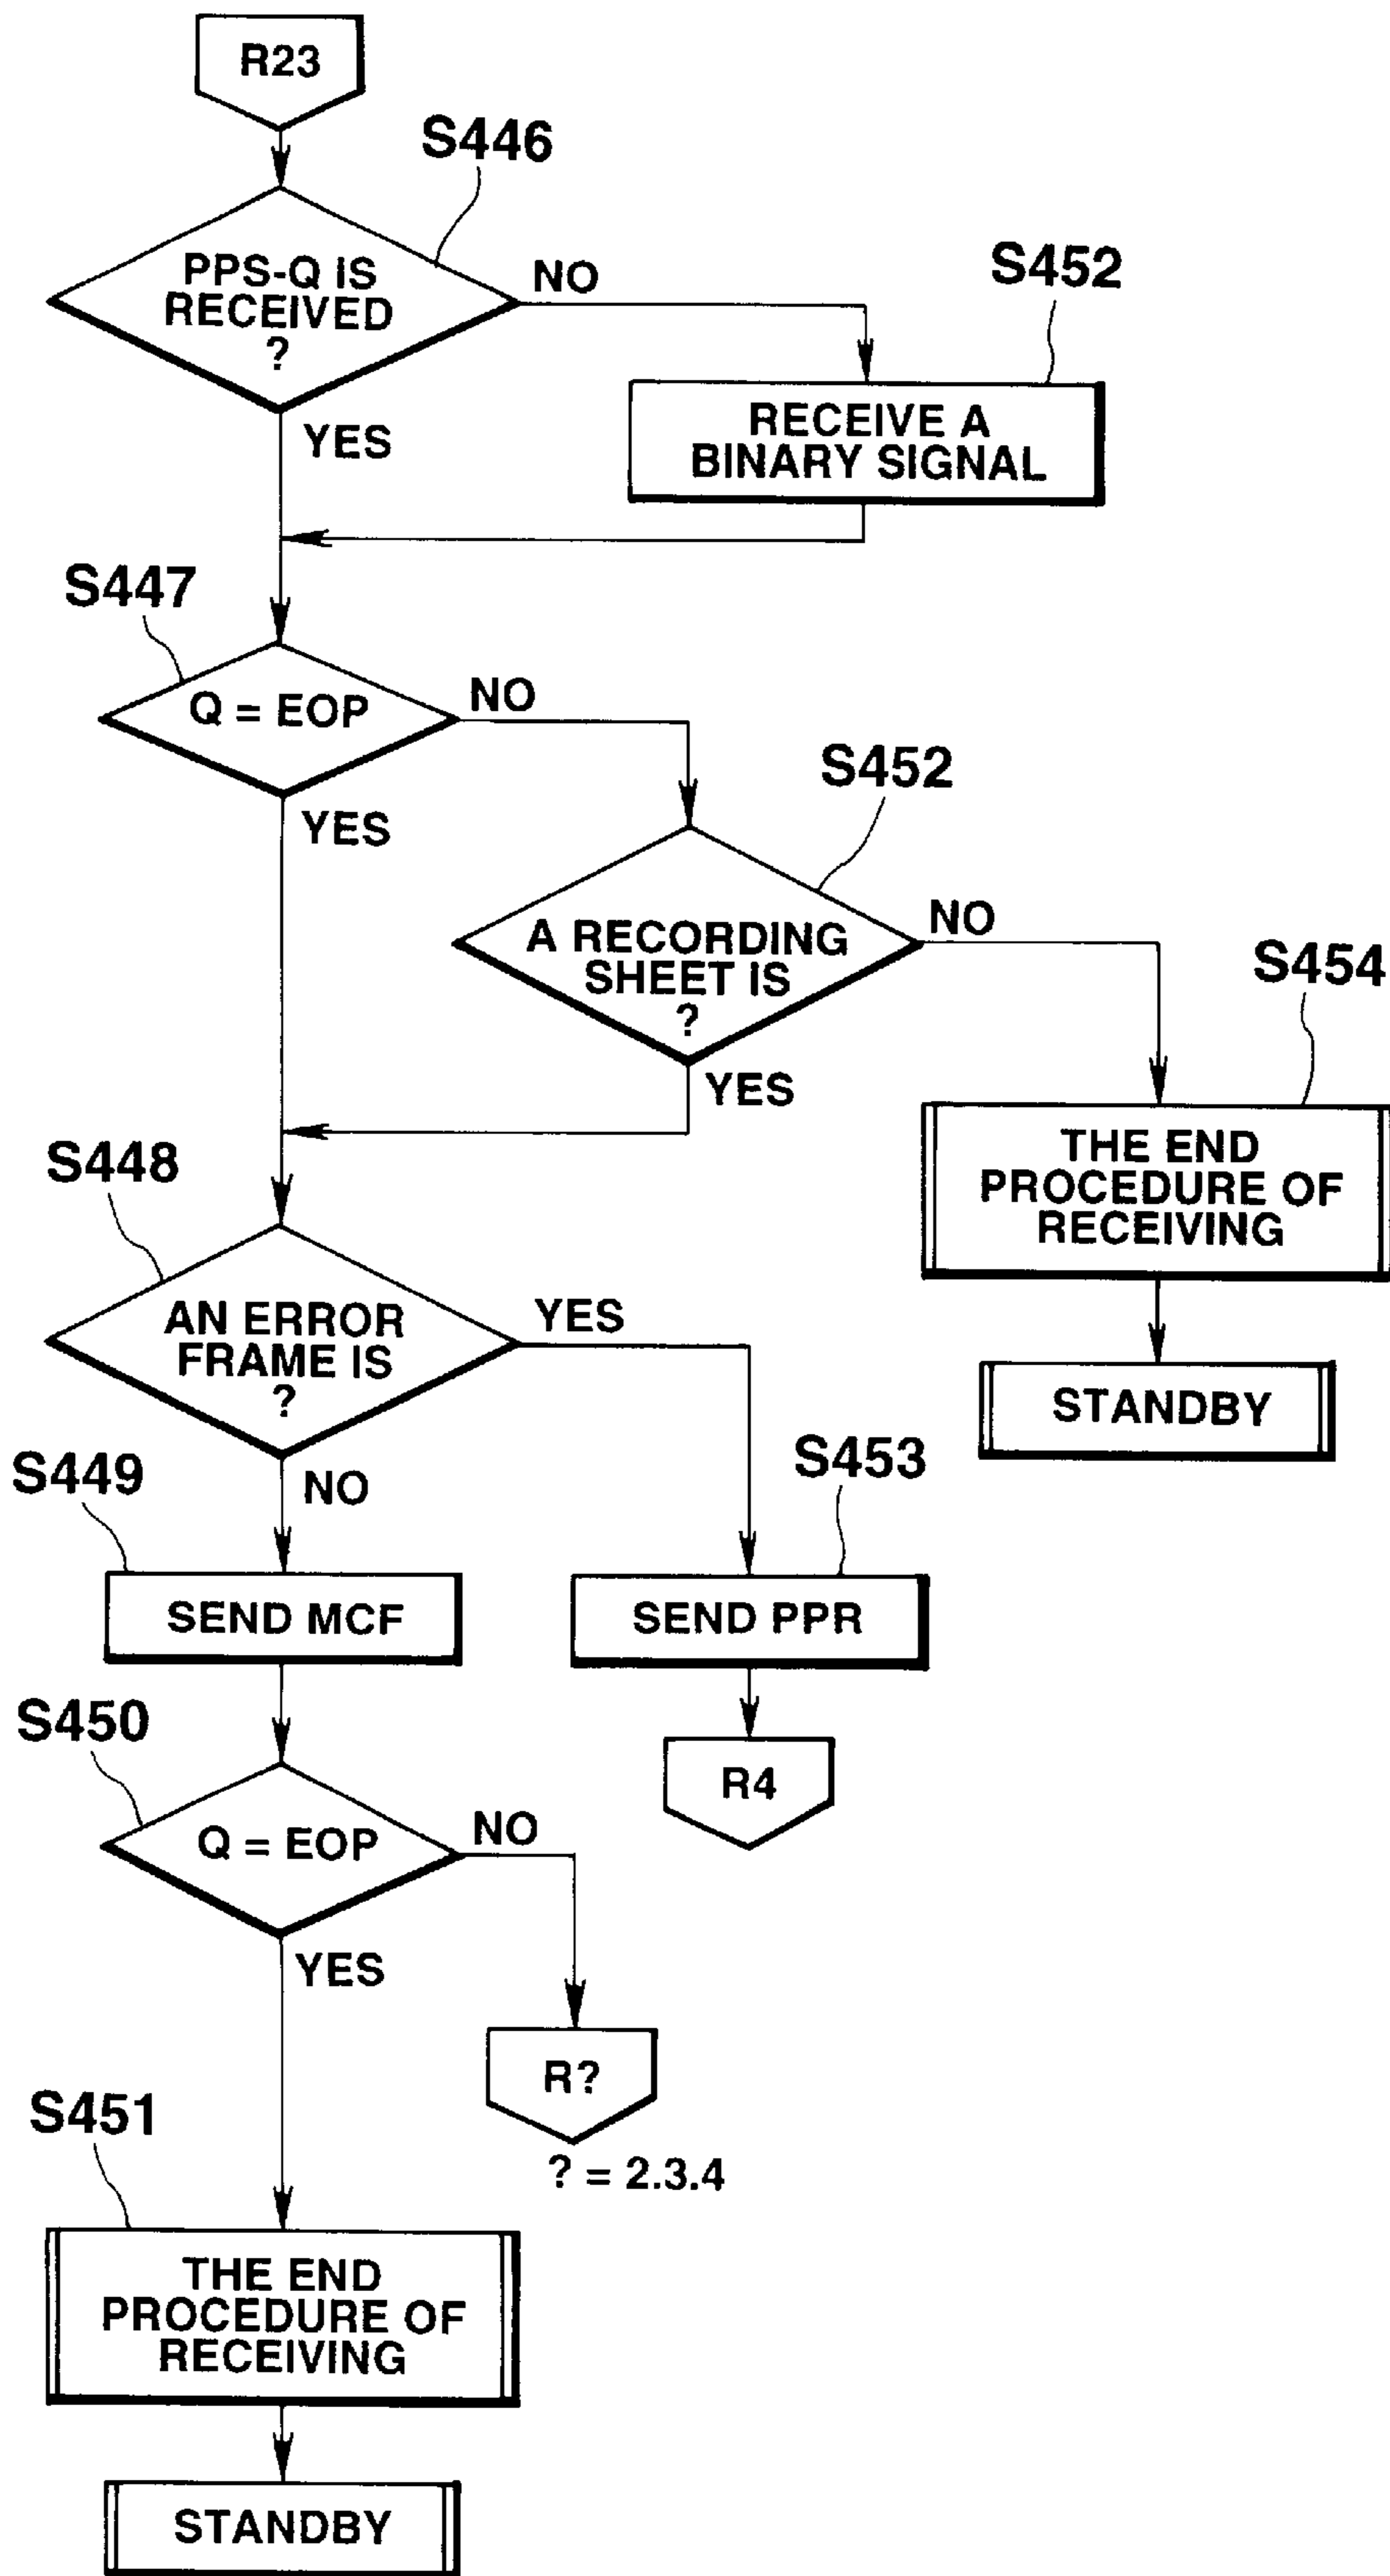 R23
S446
PPS-Q IS
RECEIVED
?
NO
S452
YES
RECEIVE A
BINARY SIGNAL
S447
Q = EOP
NO
YES
S452
A RECORDING
SHEET IS
?
NO
YES
S454
THE END
PROCEDURE OF
RECEIVING
STANDBY
S448
AN ERROR
FRAME IS
?
YES
NO
S449
SEND MCF
S453
SEND PPR
R4
S450
Q = EOP
NO
YES
R?
? = 2.3.4
S451
THE END
PROCEDURE OF
RECEIVING
STANDBY